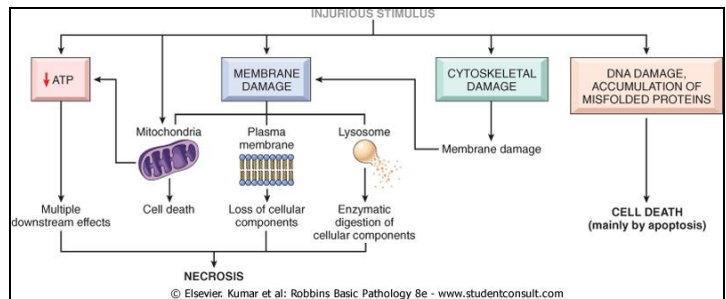 INJURIOUS STIMULUS
ATP
MEMBRANE
DAMAGE
CYTOSKELETAL
DAMAGE
DNA DAMAGE,
ACCUMULATION OF
MISFOLDED PROTEINS
Mitochondria
Plasma
membrane
Lysosome
Membrane damage
Multiple
downstream effects
Cell death
Loss of cellular
components
Enzymatic
digestion of
cellular components
CELL DEATH
(mainly by apoptosis)
NECROSIS
© Elsevier. Kumar et al: Robbins Basic Pathology 8e - www.studentconsult.com